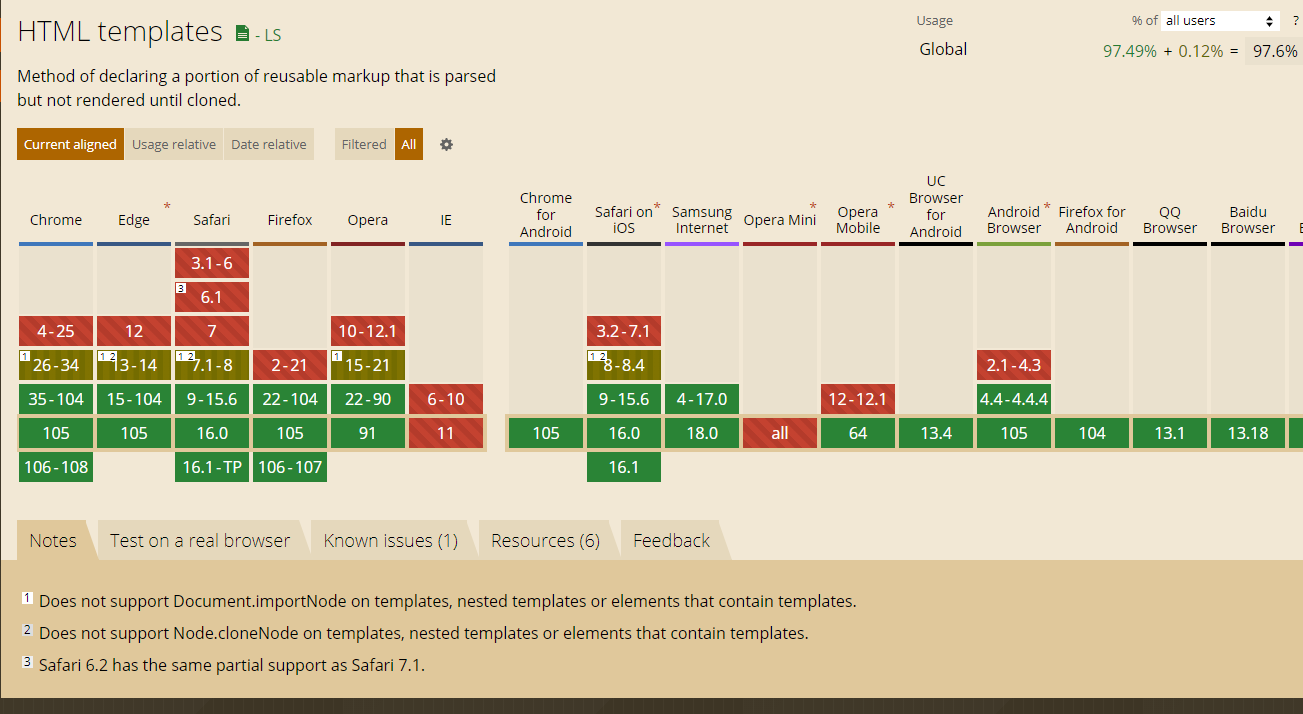 HTML templates - LS
Usage % of all users ?
Global 97.49% + 0.12% = 97.6%
Method of declaring a portion of reusable markup that is parsed
but not rendered until cloned.
Current aligned Usage relative Date relative Filtered All
Chrome Edge * Safari Firefox Opera IE
Chrome
for
Android
Safari on *
iOS
Samsung
Internet
Opera Mini *
Opera *
Mobile
UC
Browser
for
Android
Android *
Browser
Firefox for
Android
QQ
Browser
Baidu
Browser
3.1-6
3 6.1
4-25 12 7 10-12.1 3.2-7.1
1 26-34 1 2 13-14 1 2 7.1-8 2-21 1 15-21 1 2 8-8.4 2.1-4.3
35-104 15-104 9-15.6 22-104 22-90 6-10 9-15.6 4-17.0 12-12.1 4.4-4.4.4
105 105 16.0 105 91 11 105 16.0 18.0 all 64 13.4 105 104 13.1 13.18
106-108 16.1-TP 106-107 16.1
Notes Test on a real browser Known issues (1) Resources (6) Feedback
1 Does not support Document.importNode on templates, nested templates or elements that contain templates.
2 Does not support Node.cloneNode on templates, nested templates or elements that contain templates.
3 Safari 6.2 has the same partial support as Safari 7.1.